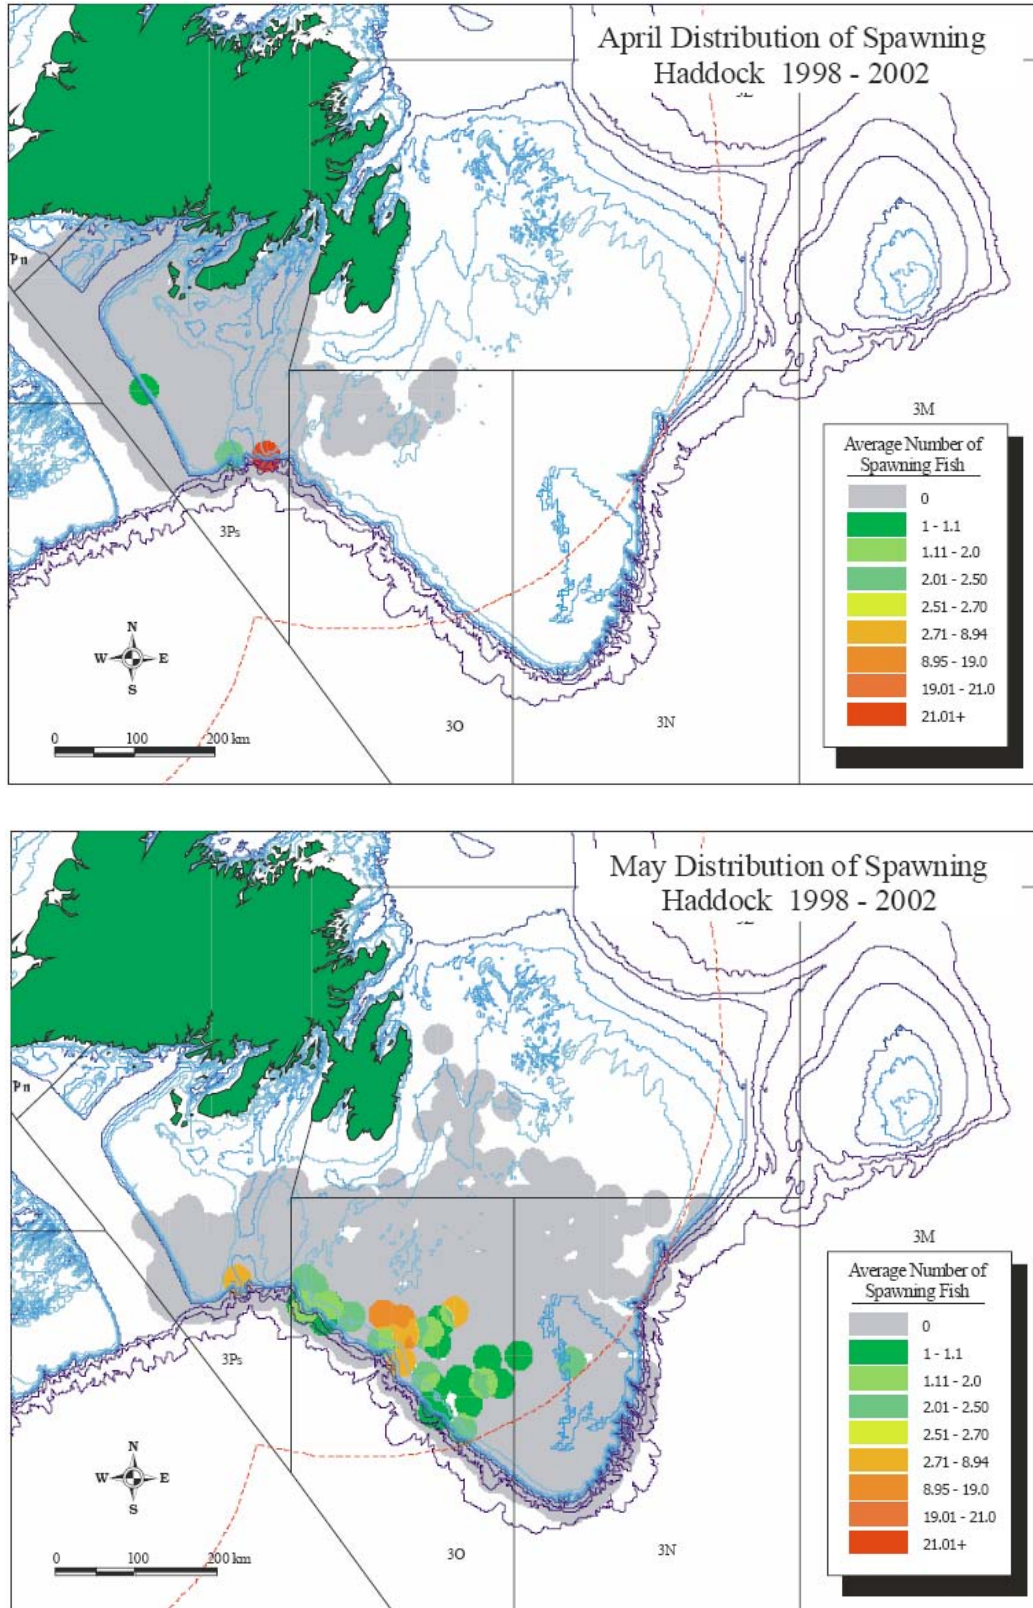 April Distribution of Spawning
Haddock 1998 - 2002
Pn
3M
Average Number of
Spawning Fish
0
1 - 1.1
1.11 - 2.0
2.01 - 2.50
2.51 - 2.70
2.71 - 8.94
8.95 - 19.0
19.01 - 21.0
21.01+
3Ps
N
W E
S
0 100 200 km
3O
3N
May Distribution of Spawning
Haddock 1998 - 2002
Pn
3M
Average Number of
Spawning Fish
0
1 - 1.1
1.11 - 2.0
2.01 - 2.50
2.51 - 2.70
2.71 - 8.94
8.95 - 19.0
19.01 - 21.0
21.01+
3Ps
N
W E
S
0 100 200 km
3O
3N